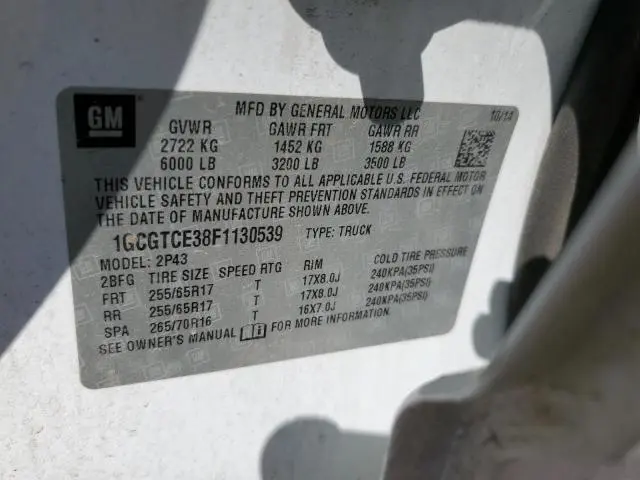 GM
MFD BY GENERAL MOTORS LLC
10/14
GVWR GAWR FRT GAWR RR
2722 KG 1452 KG 1588 KG
6000 LB 3200 LB 3500 LB
THIS VEHICLE CONFORMS TO ALL APPLICABLE U.S. FEDERAL MOTOR
VEHICLE SAFETY AND THEFT PREVENTION STANDARDS IN EFFECT ON
THE DATE OF MANUFACTURE SHOWN ABOVE.
1GCGTCE38F1130539 TYPE: TRUCK
MODEL: 2P43
2BFG TIRE SIZE SPEED RTG RIM COLD TIRE PRESSURE
FRT 255/65R17 T 17X8.0J 240KPA(35PSI)
RR 255/65R17 T 17X8.0J 240KPA(35PSI)
SPA 265/70R16 T 16X7.0J 240KPA(35PSI)
SEE OWNER'S MANUAL FOR MORE INFORMATION.